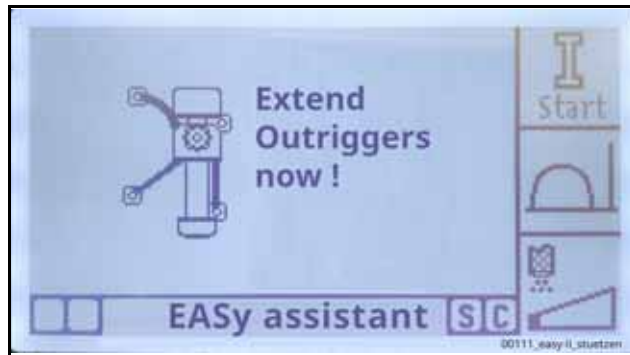 Extend
Outriggers
now !
Start
EASy assistant S C
00111_easy II_stuetzen